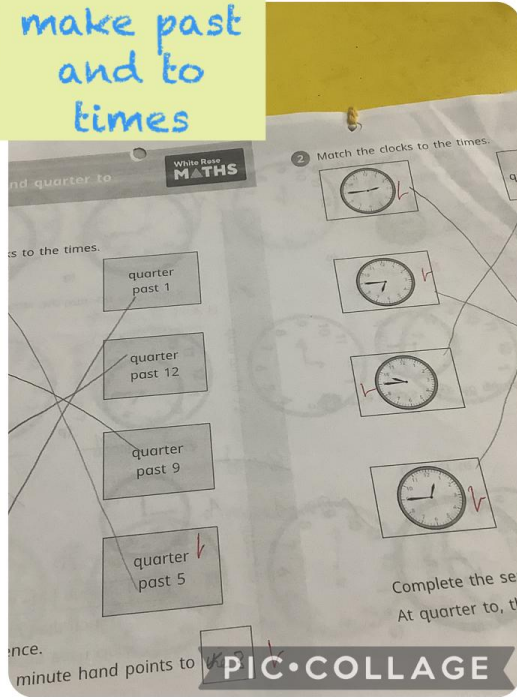 make past
and to
times
nd quarter to
White Rose
MATHS
ks to the times.
quarter
past 1
quarter
past 12
quarter
past 9
quarter
past 5
nce.
minute hand points to
2 Match the clocks to the times.
q
Complete the se
At quarter to, t
PIC•COLLAGE